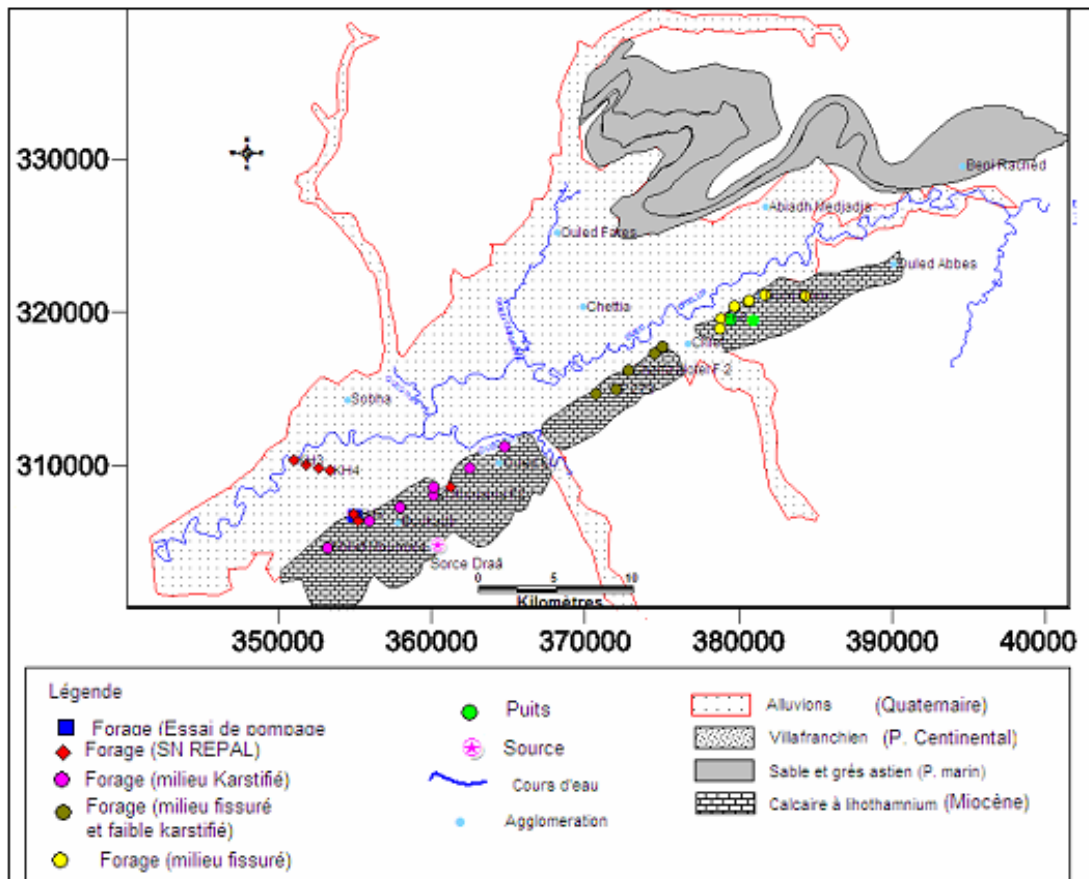 330000
320000
310000
Beni Rached
Abiadh Medjadja
Ouled Fares
Ouled Abbes
Chettia
Sobha
F 2
KH4
Sorce Draâ
0 5 10
Kilomètres
350000 360000 370000 380000 390000 40000
Légende
Forage (Essai de pompage
Forage (SN REPAL)
Forage (milieu Karstifié)
Forage (milieu fissuré
et faible karstifié)
Forage (milieu fissuré)
Puits
Source
Cours d'eau
Agglomeration
Alluvions (Quaternaire)
Villafranchien (P. Centinental)
Sable et grés astien (P. marin)
Calcaire à lihothamnium (Miocène)